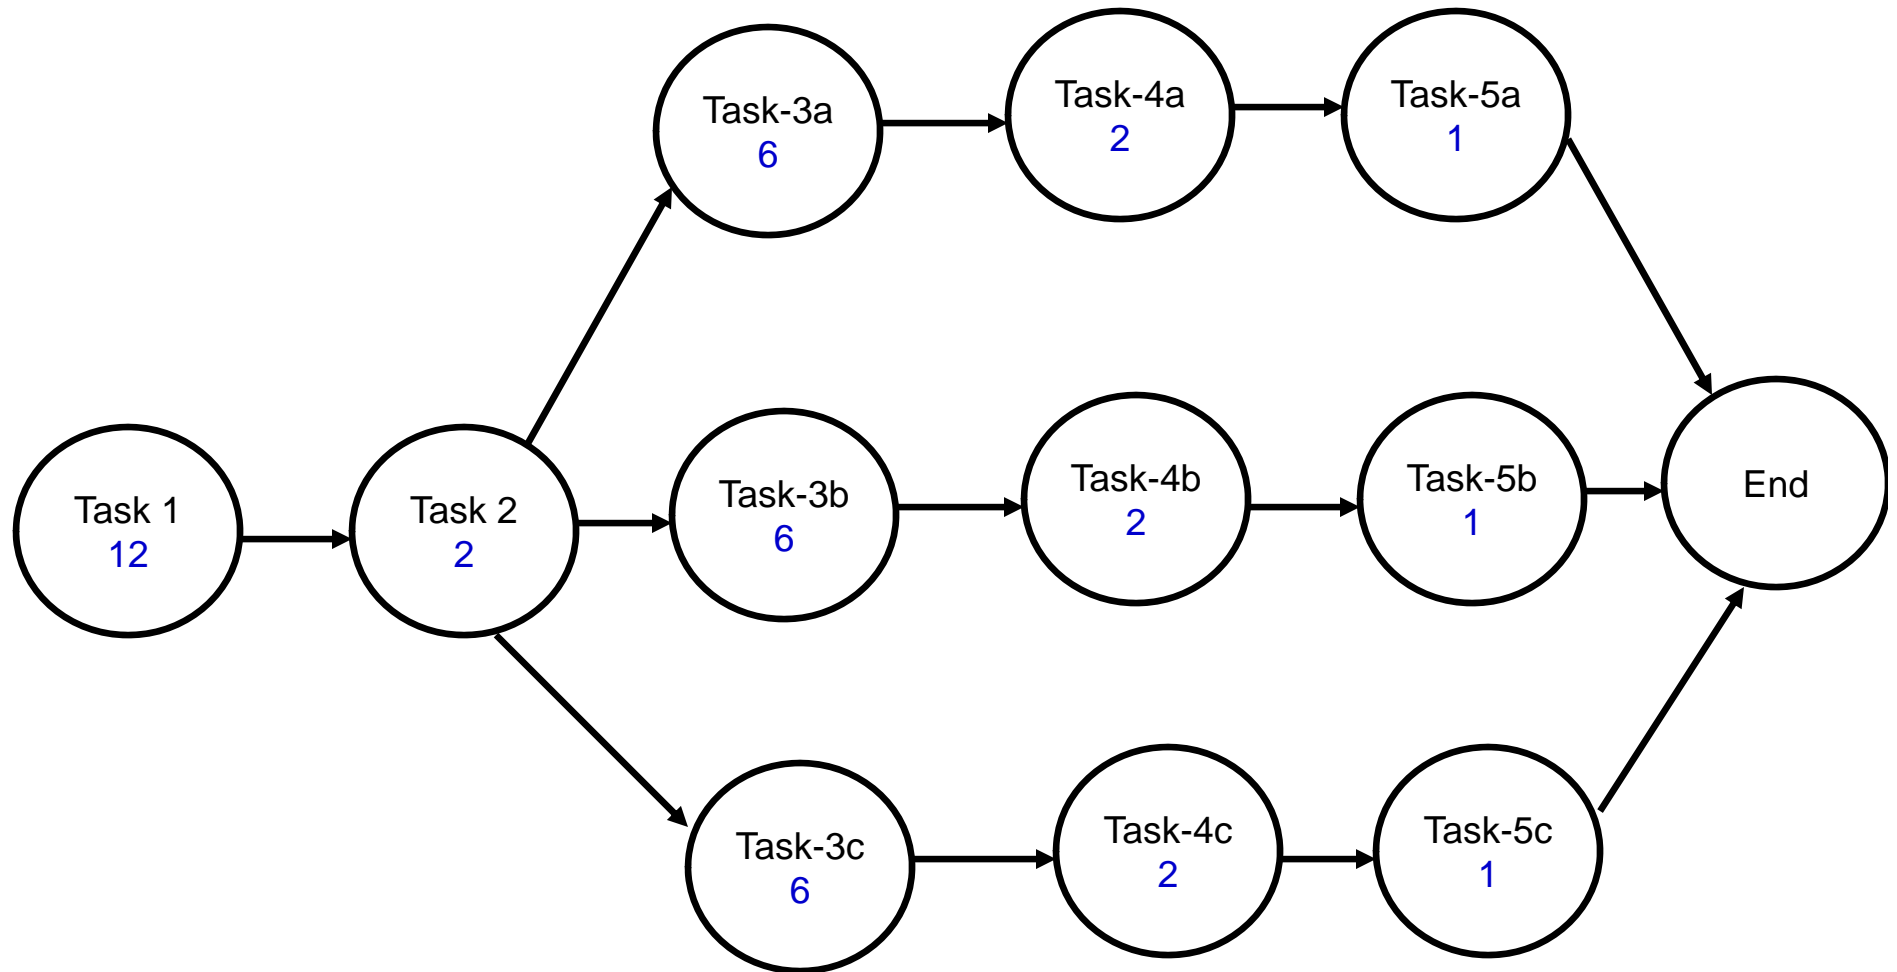 Task-3a
6
Task-4a
2
Task-5a
1
Task 1
12
Task 2
2
Task-3b
6
Task-4b
2
Task-5b
1
End
Task-3c
6
Task-4c
2
Task-5c
1